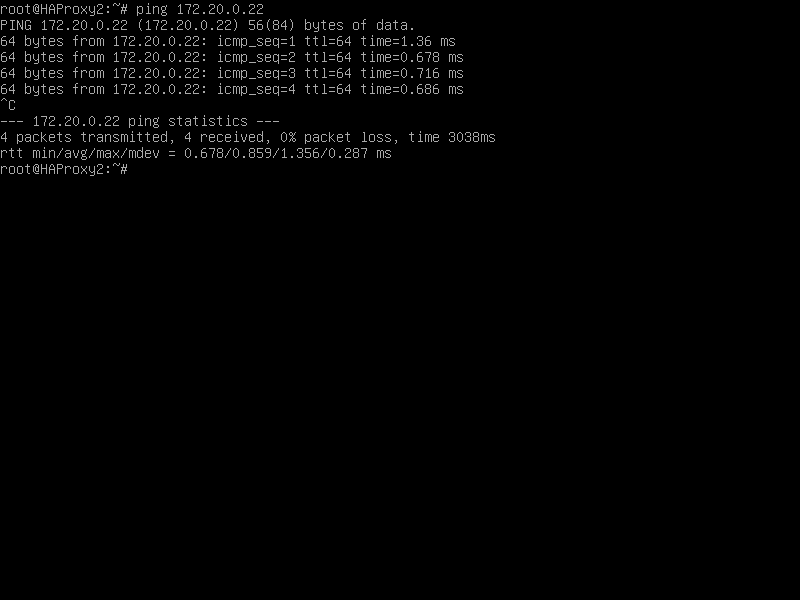 root@HAProxy2:~# ping 172.20.0.22
PING 172.20.0.22 (172.20.0.22) 56(84) bytes of data.
64 bytes from 172.20.0.22: icmp_seq=1 ttl=64 time=1.36 ms
64 bytes from 172.20.0.22: icmp_seq=2 ttl=64 time=0.678 ms
64 bytes from 172.20.0.22: icmp_seq=3 ttl=64 time=0.716 ms
64 bytes from 172.20.0.22: icmp_seq=4 ttl=64 time=0.686 ms
^C
--- 172.20.0.22 ping statistics ---
4 packets transmitted, 4 received, 0% packet loss, time 3038ms
rtt min/avg/max/mdev = 0.678/0.859/1.356/0.287 ms
root@HAProxy2:~#